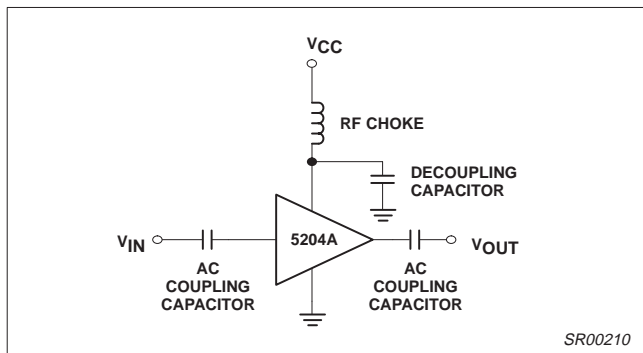 VCC
RF CHOKE
DECOUPLING
CAPACITOR
5204A
VIN
VOUT
AC
COUPLING
CAPACITOR
AC
COUPLING
CAPACITOR
SR00210